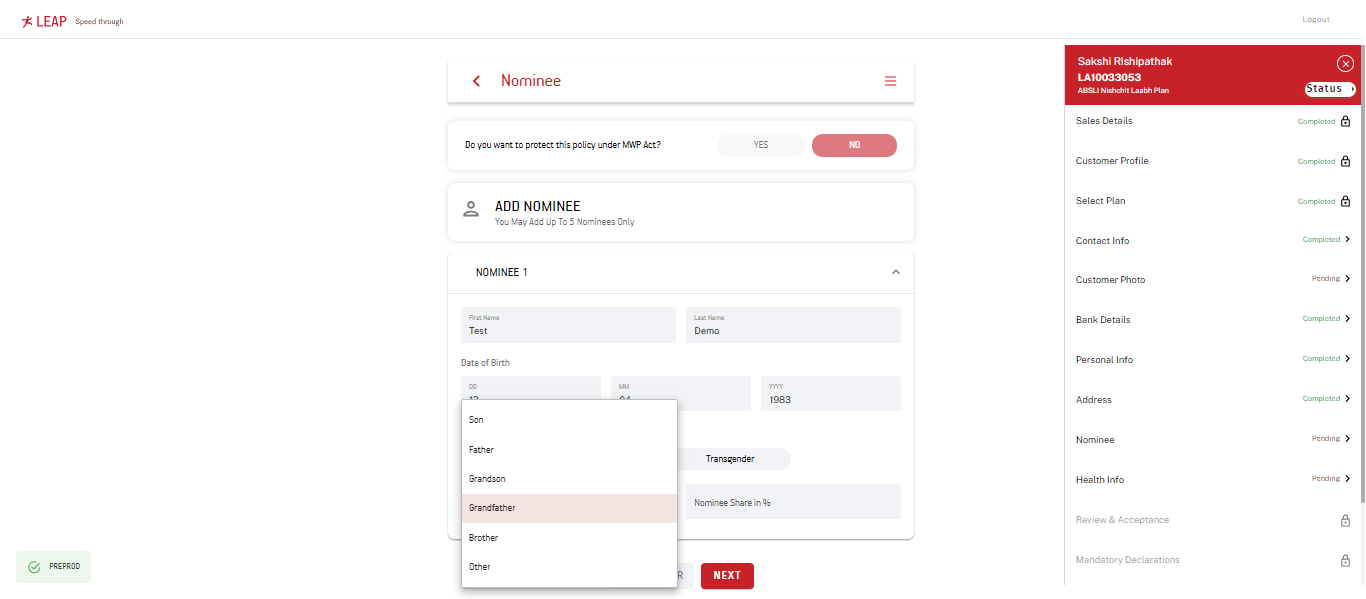 LEAP Speed through
Logout
Nominee
Do you want to protect this policy under MWP Act?
YES
NO
ADD NOMINEE
You May Add Up To 5 Nominees Only
NOMINEE 1
First Name
Test
Last Name
Demo
Date of Birth
DD
MM
YYYY
1983
Son
Father
Grandson
Grandfather
Brother
Other
Transgender
Nominee Share in %
R
NEXT
PREPROD
Sakshi Rishipathak
LA10033053
ABSLI Nishchit Laabh Plan
Status
Sales Details Completed
Customer Profile Completed
Select Plan Completed
Contact Info Completed
Customer Photo Pending
Bank Details Completed
Personal Info Completed
Address Completed
Nominee Pending
Health Info Pending
Review & Acceptance
Mandatory Declarations